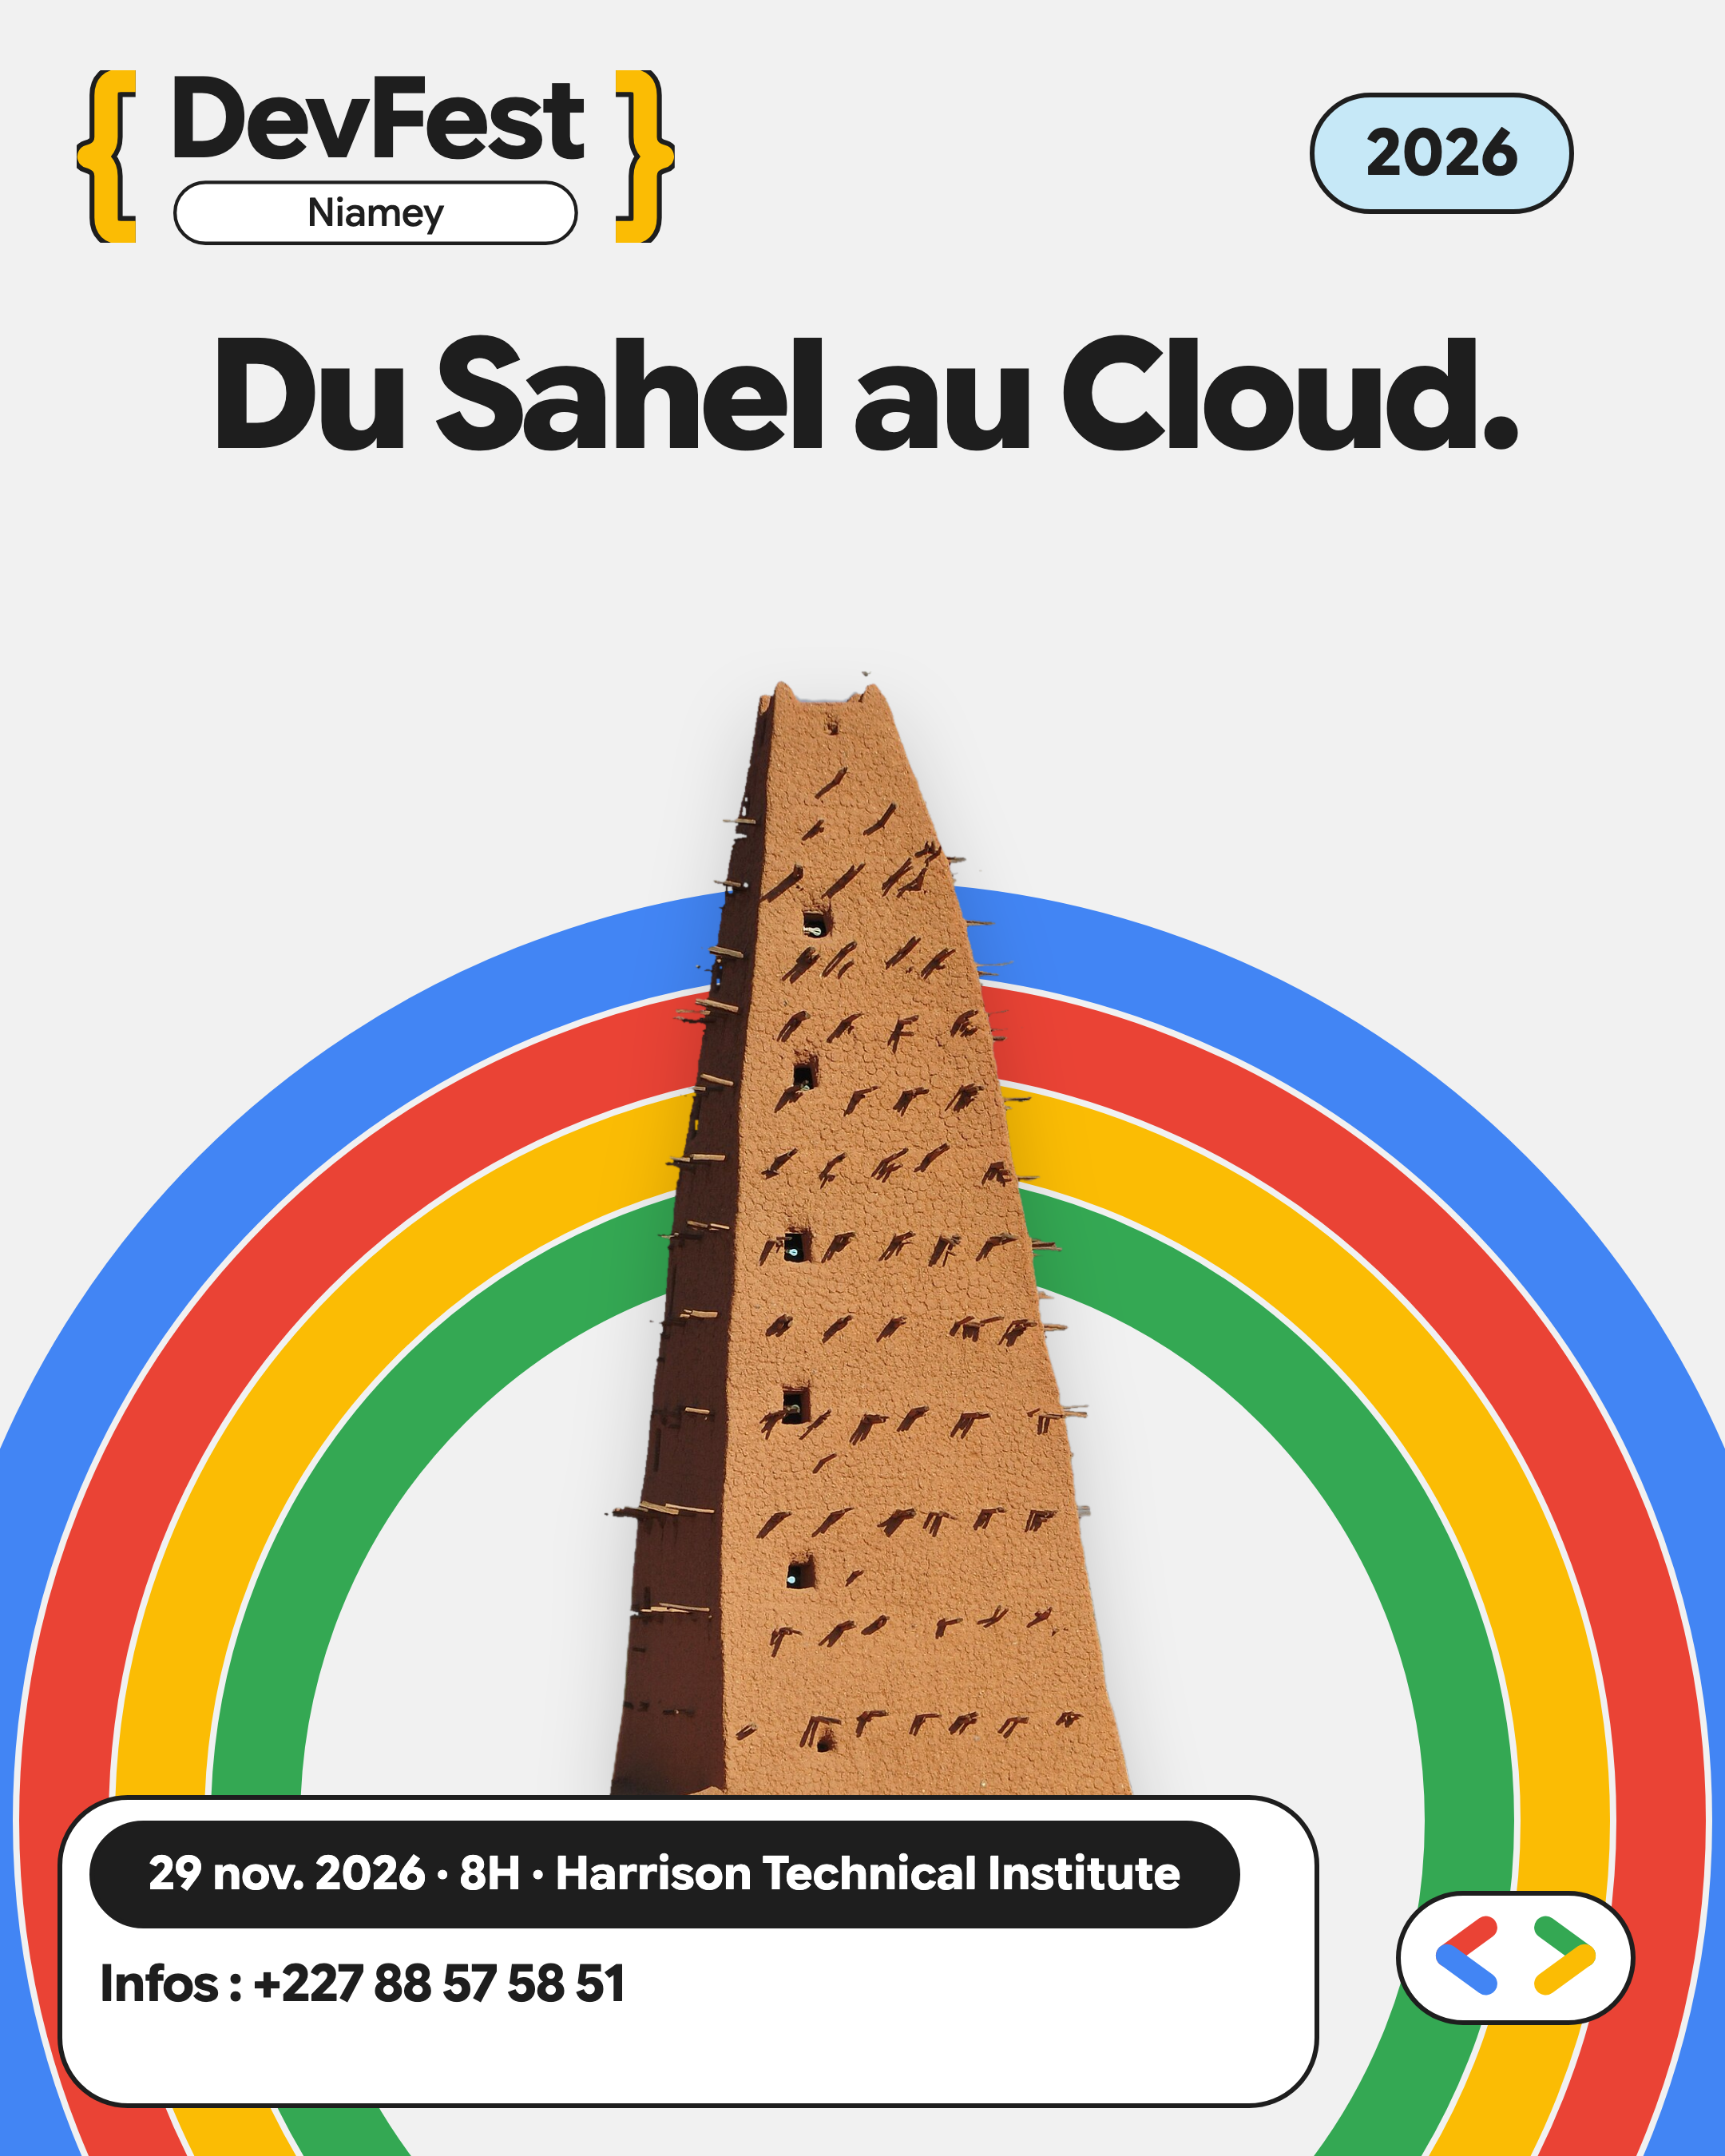 DevFest
Niamey
2026
Du Sahel au Cloud.
29 nov. 2026 · 8H · Harrison Technical Institute
Infos : +227 88 57 58 51